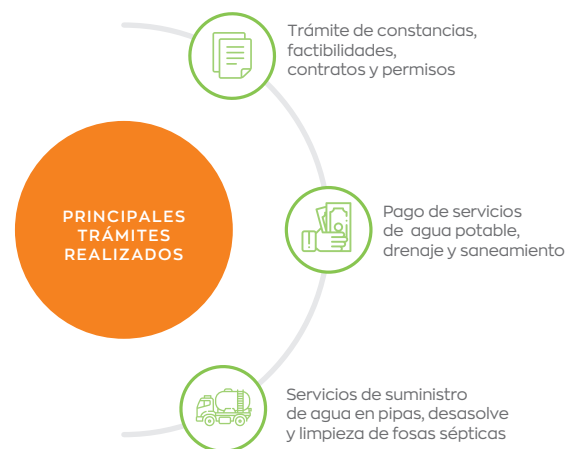 Trámite de constancias,
factibilidades,
contratos y permisos
PRINCIPALES
TRÁMITES
REALIZADOS
Pago de servicios
de agua potable,
drenaje y saneamiento
Servicios de suministro
de agua en pipas, desasolve
y limpieza de fosas sépticas